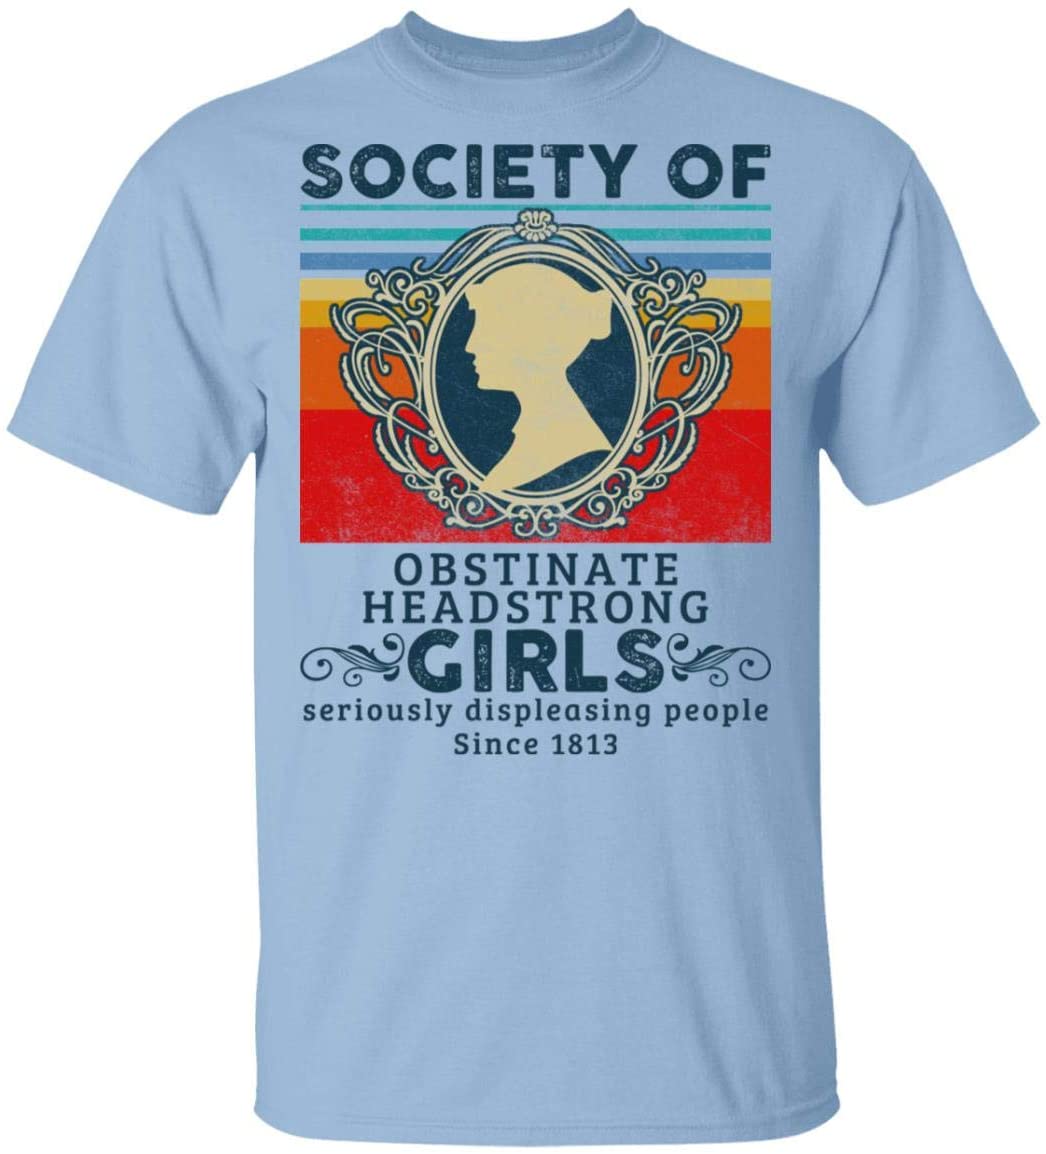 SOCIETY OF
OBSTINATE
HEADSTRONG
GIRLS
seriously displeasing people
Since 1813